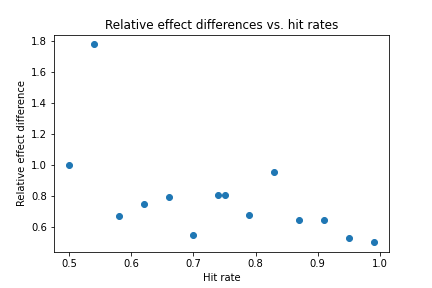 Relative effect differences vs. hit rates
Relative effect difference
1.8
1.6
1.4
1.2
1.0
0.8
0.6
0.5 0.6 0.7 0.8 0.9 1.0
Hit rate